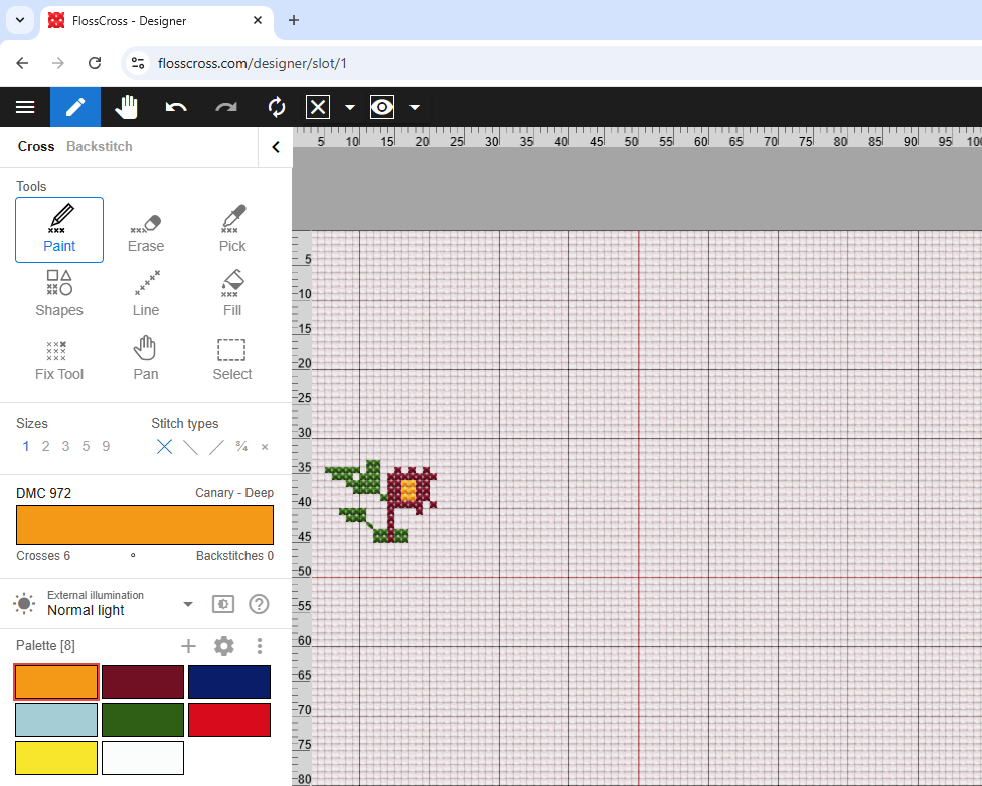 FlossCross - Designer
flosscross.com/designer/slot/1
Cross Backstitch
5 10 15 20 25 30 35 40 45 50 55 60 65 70 75 80 85 90 95 100
Tools
Paint Erase Pick
Shapes Line Fill
Fix Tool Pan Select
Sizes Stitch types
1 2 3 5 9 ¾
DMC 972 Canary - Deep
Crosses 6 Backstitches 0
External illumination
Normal light
Palette [8]
5
10
15
20
25
30
35
40
45
50
55
60
65
70
75
80